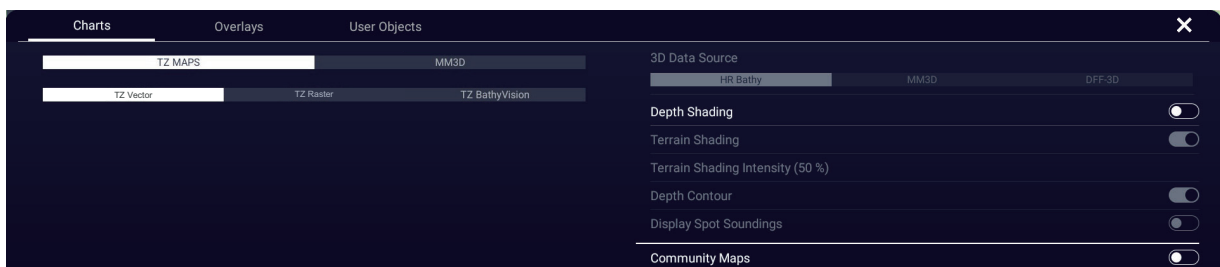 Charts Overlays User Objects
TZ MAPS MM3D
TZ Vector TZ Raster TZ BathyVision
3D Data Source
HR Bathy MM3D DFF-3D
Depth Shading
Terrain Shading
Terrain Shading Intensity (50 %)
Depth Contour
Display Spot Soundings
Community Maps